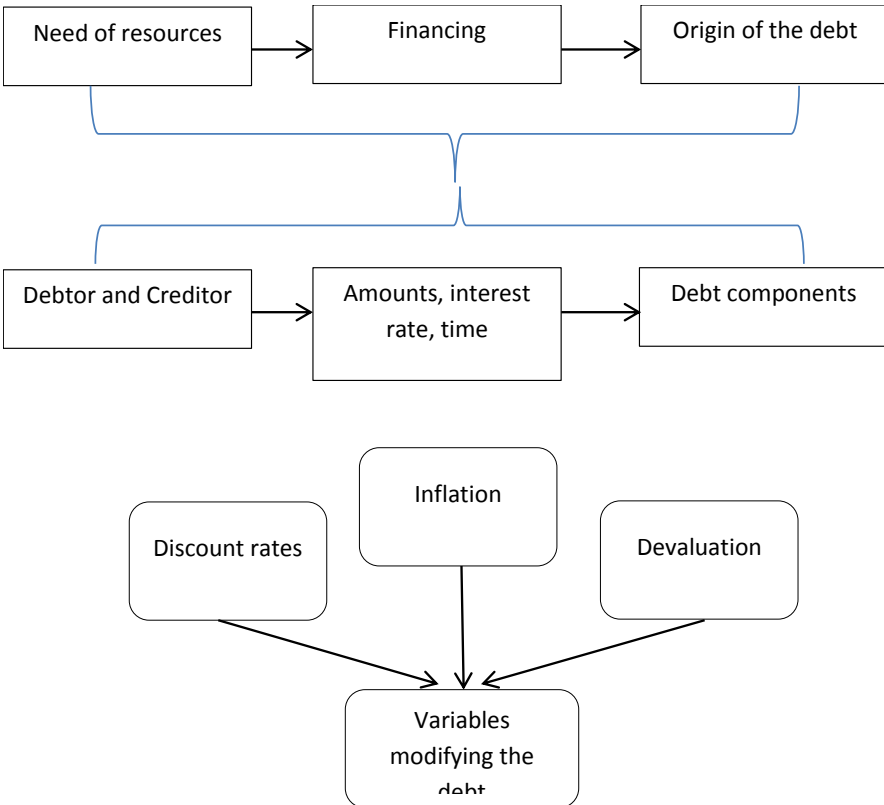 Need of resources
Financing
Origin of the debt
Debtor and Creditor
Amounts, interest
rate, time
Debt components
Inflation
Discount rates
Devaluation
Variables
modifying the
debt